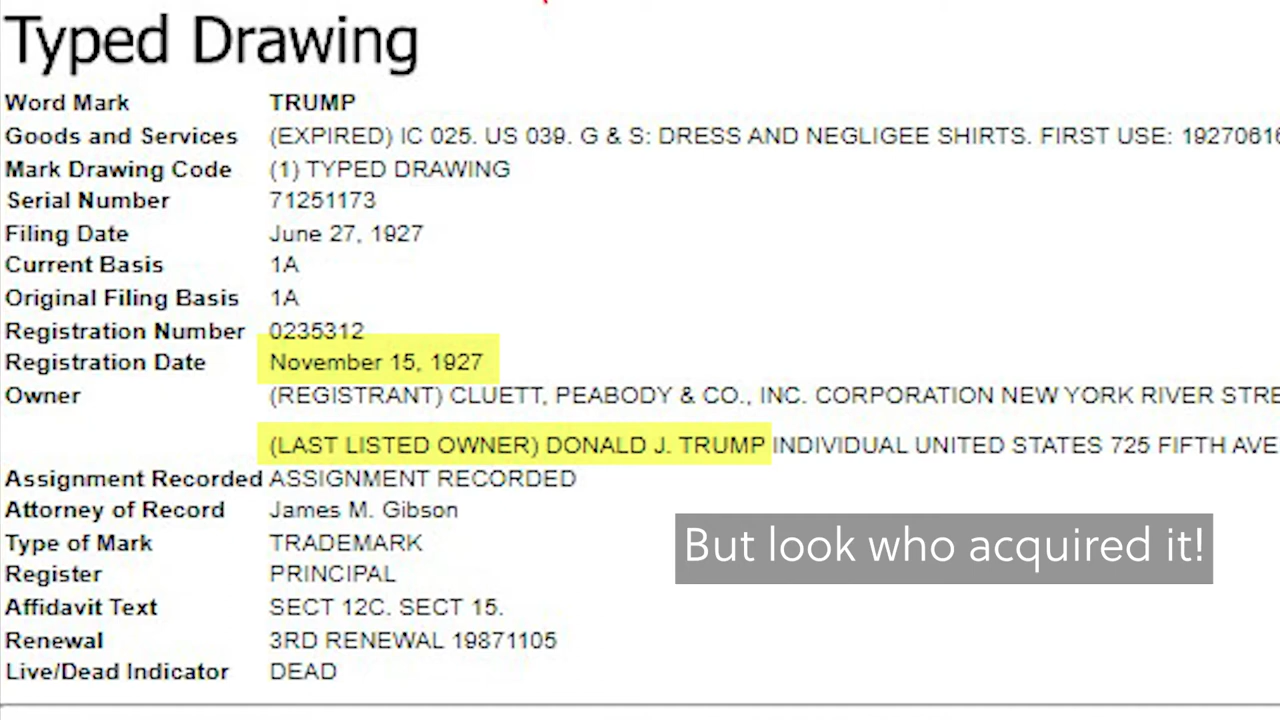 Typed Drawing
Word Mark TRUMP
Goods and Services (EXPIRED) IC 025. US 039. G & S: DRESS AND NEGLIGEE SHIRTS. FIRST USE: 1927061
Mark Drawing Code (1) TYPED DRAWING
Serial Number 71251173
Filing Date June 27, 1927
Current Basis 1A
Original Filing Basis 1A
Registration Number 0235312
Registration Date November 15, 1927
Owner (REGISTRANT) CLUETT, PEABODY & CO., INC. CORPORATION NEW YORK RIVER STRE
(LAST LISTED OWNER) DONALD J. TRUMP INDIVIDUAL UNITED STATES 725 FIFTH AVE
Assignment Recorded ASSIGNMENT RECORDED
Attorney of Record James M. Gibson
Type of Mark TRADEMARK
But look who acquired it!
Register PRINCIPAL
Affidavit Text SECT 12C. SECT 15.
Renewal 3RD RENEWAL 19871105
Live/Dead Indicator DEAD